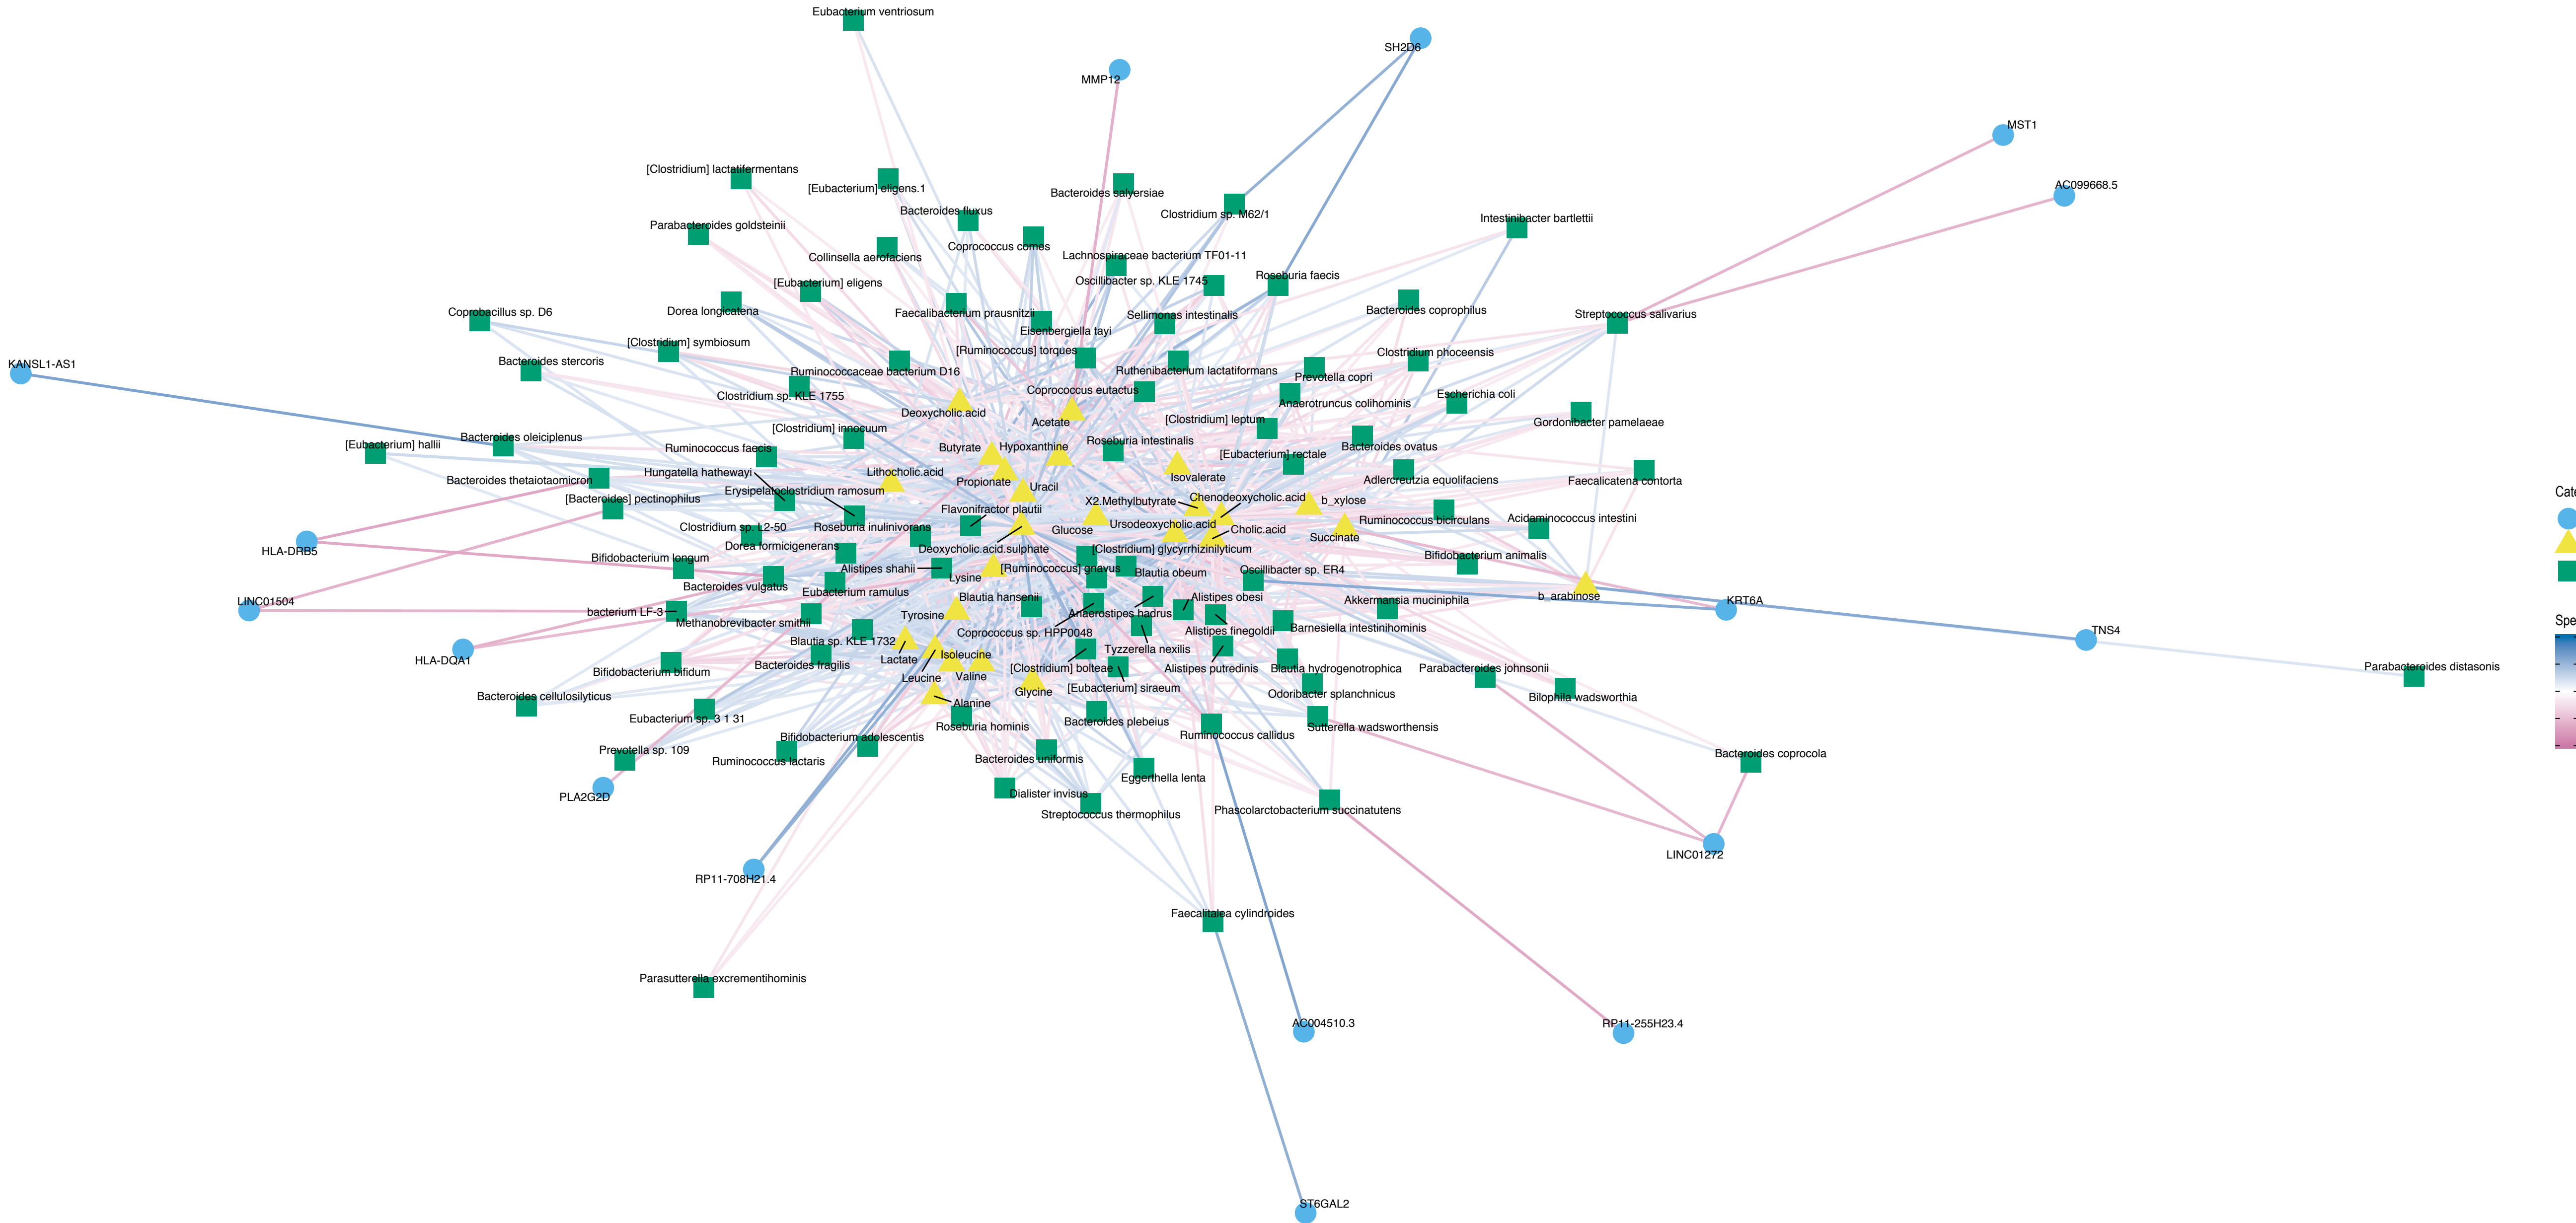 Eubacterium ventriosum
SH2D6
MMP12
MST1
[Clostridium] lactatifermentans
[Eubacterium] eligens.1
Bacteroides salyersiae
AC099668.5
Bacteroides fluxus
Clostridium sp. M62/1
Parabacteroides goldsteinii
Intestinibacter bartlettii
Coprococcus comes
Collinsella aerofaciens
Lachnospiraceae bacterium TF01-11
[Eubacterium] eligens
Oscillibacter sp. KLE 1745
Roseburia faecis
Coprobacillus sp. D6
Dorea longicatena
Faecalibacterium prausnitzii
Sellimonas intestinalis
Bacteroides coprophilus
Streptococcus salivarius
Eisenbergiella tayi
[Clostridium] symbiosum
[Ruminococcus] torques
Clostridium phoceensis
KANSL1-AS1
Bacteroides stercoris
Ruminococcaceae bacterium D16
Ruthenibacterium lactatiformans
Prevotella copri
Clostridium sp. KLE 1755
Coprococcus eutactus
Escherichia coli
Anaerotruncus colihominis
Deoxycholic.acid
Acetate
[Clostridium] leptum
Gordonibacter pamelaeae
[Clostridium] innocuum
Bacteroides oleiciplenus
[Eubacterium] hallii
Ruminococcus faecis
Butyrate
Hypoxanthine
Roseburia intestinalis
Bacteroides ovatus
[Eubacterium] rectale
Hungatella hathewayi
Lithocholic.acid
Bacteroides thetaiotaomicron
Propionate
Isovalerate
Adlercreutzia equolifaciens
Faecalicatena contorta
Uracil
Erysipelatoclostridium ramosum
[Bacteroides] pectinophilus
X2.Methylbutyrate
Chenodeoxycholic.acid
b_xylose
Flavonifractor plautii
Clostridium sp. L2-50
Roseburia inulinivorans
Glucose
Ursodeoxycholic.acid
Cholic.acid
Ruminococcus bicirculans
Acidaminococcus intestini
Succinate
HLA-DRB5
Dorea formicigenerans
Deoxycholic.acid.sulphate
[Clostridium] glycyrrhizinilyticum
Bifidobacterium longum
Bifidobacterium animalis
Alistipes shahii
Lysine
[Ruminococcus] gnavus
Blautia obeum
Oscillibacter sp. ER4
Bacteroides vulgatus
Eubacterium ramulus
Blautia hansenii
Alistipes obesi
b_arabinose
LINC01504
bacterium LF-3
Akkermansia muciniphila
KRT6A
Tyrosine
Anaerostipes hadrus
Methanobrevibacter smithii
Coprococcus sp. HPP0048
Alistipes finegoldii
Barnesiella intestinihominis
TNS4
Blautia sp. KLE 1732
Tyzzerella nexilis
HLA-DQA1
Lactate
Isoleucine
Bacteroides fragilis
[Clostridium] bolteae
Alistipes putredinis
Blautia hydrogenotrophica
Parabacteroides johnsonii
Parabacteroides distasonis
Bifidobacterium bifidum
Leucine
Valine
Glycine
[Eubacterium] siraeum
Odoribacter splanchnicus
Bilophila wadsworthia
Bacteroides cellulosilyticus
Alanine
Eubacterium sp. 3 1 31
Roseburia hominis
Bacteroides plebeius
Sutterella wadsworthensis
Ruminococcus callidus
Bifidobacterium adolescentis
Prevotella sp. 109
Bacteroides coprocola
Ruminococcus lactaris
Bacteroides uniformis
Eggerthella lenta
PLA2G2D
Dialister invisus
Phascolarctobacterium succinatutens
Streptococcus thermophilus
LINC01272
RP11-708H21.4
Faecalitalea cylindroides
Parasutterella excrementihominis
AC004510.3
RP11-255H23.4
ST6GAL2
Cate
Spe